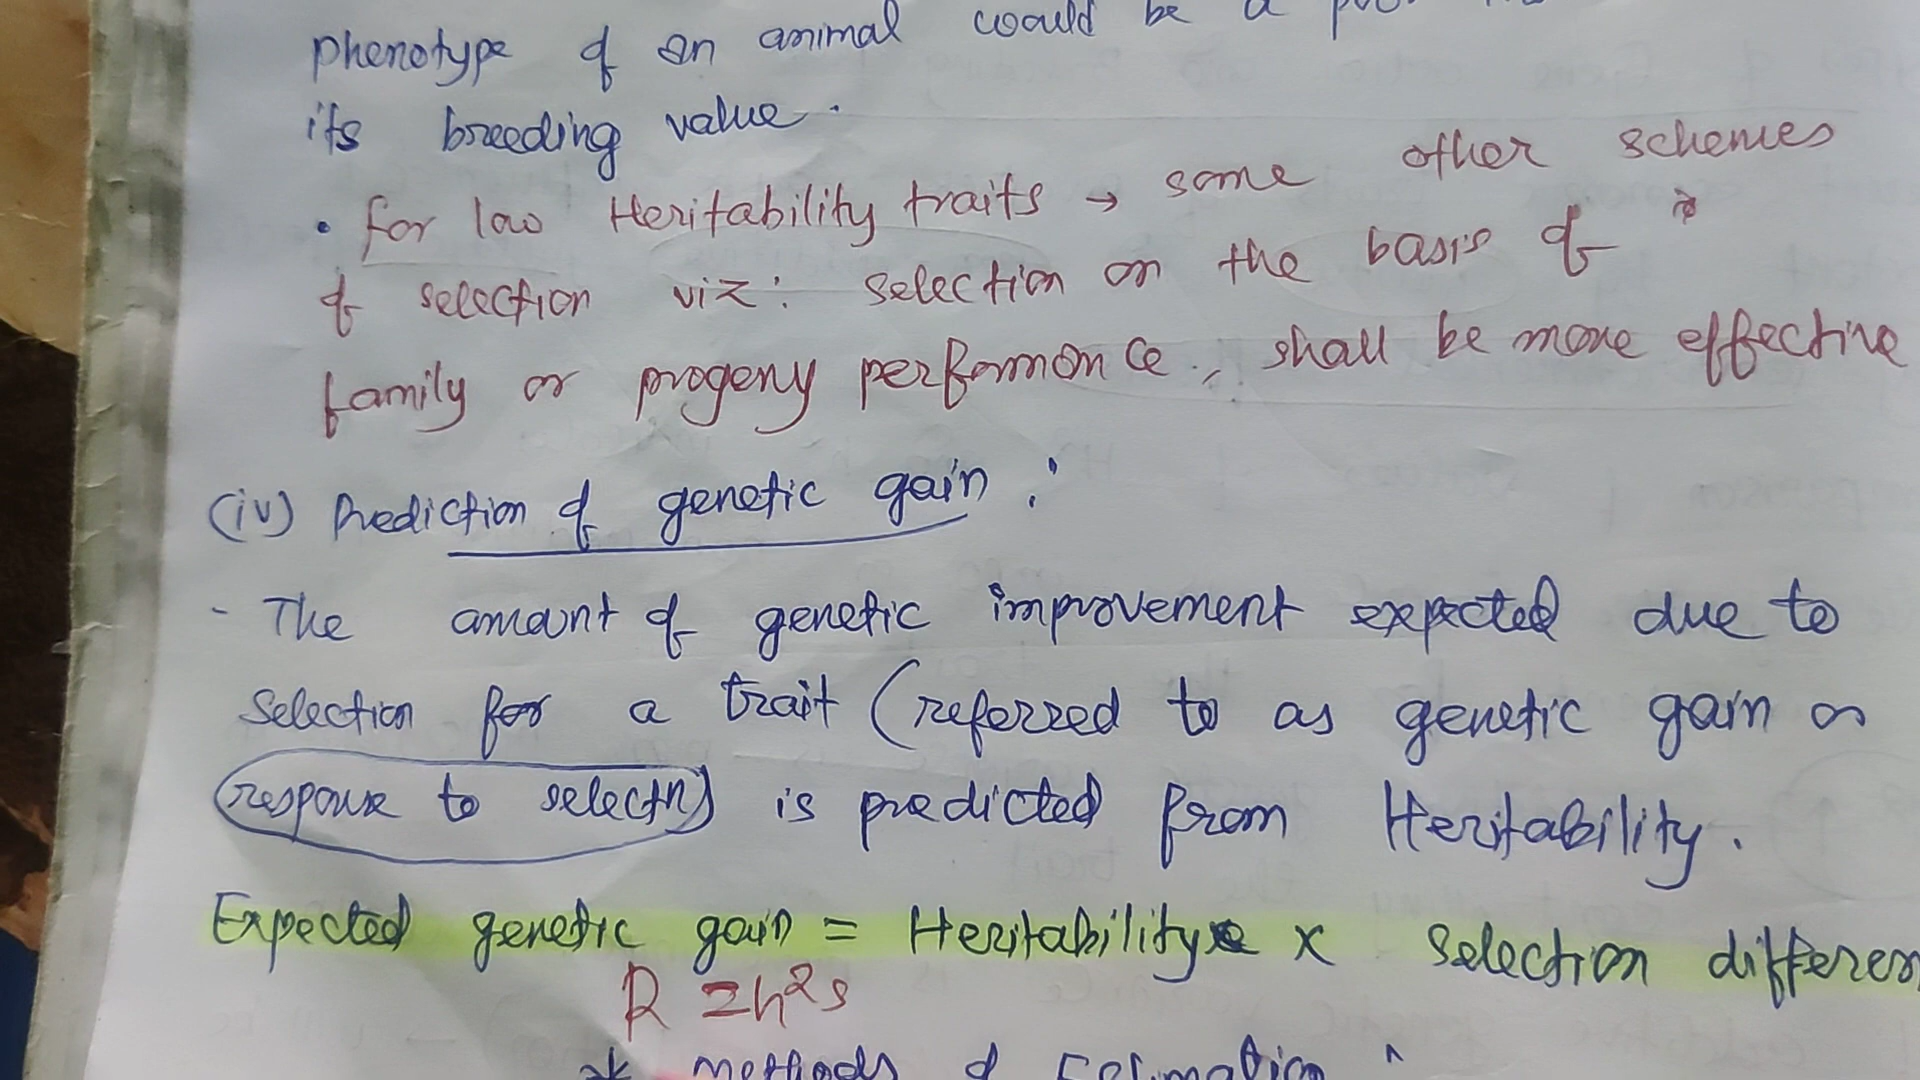 phenotype of an animal would be a
its breeding value.
• for low Heritability traits → some other schemes
of selection viz: selection on the basis of
family or progeny performance, shall be more effective
(iv) Prediction of genetic gain :
- The amount of genetic improvement expected due to
selection for a trait (referred to as genetic gain or
response to selectn) is predicted from Heritability.
Expected genetic gain = Heritability x selection differen
R = h²s
* methods of Estimation :